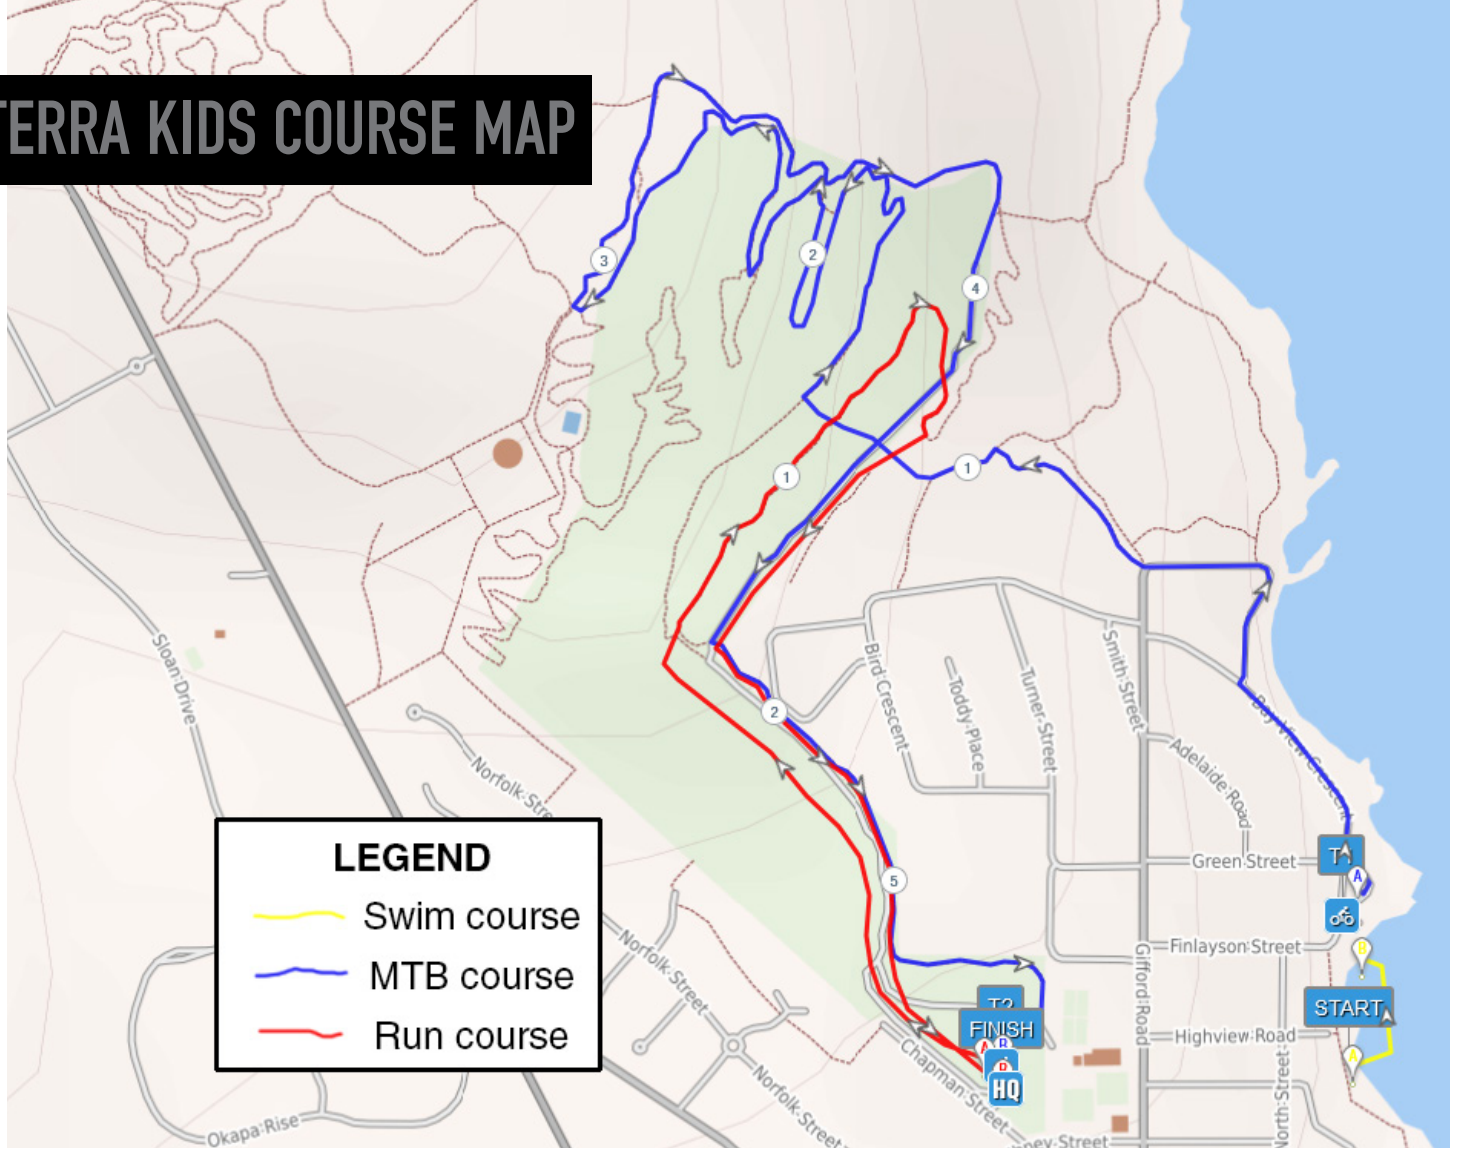 TERRA KIDS COURSE MAP
3
2
4
1
1
2
5
Sloan Drive
Bird Crescent
Toddy Place
Turner Street
Smith Street
Bay View Crescent
Adelaide Road
Norfolk Stre
Green Street
T1
A
Finlayson Street
B
Gifford Road
START
Highview Road
A
North Street
T2
FINISH
A
B
B
HQ
Chapman Street
Norfolk Street
Norfolk Street
Okapa Rise
ney Street
LEGEND
Swim course
MTB course
Run course